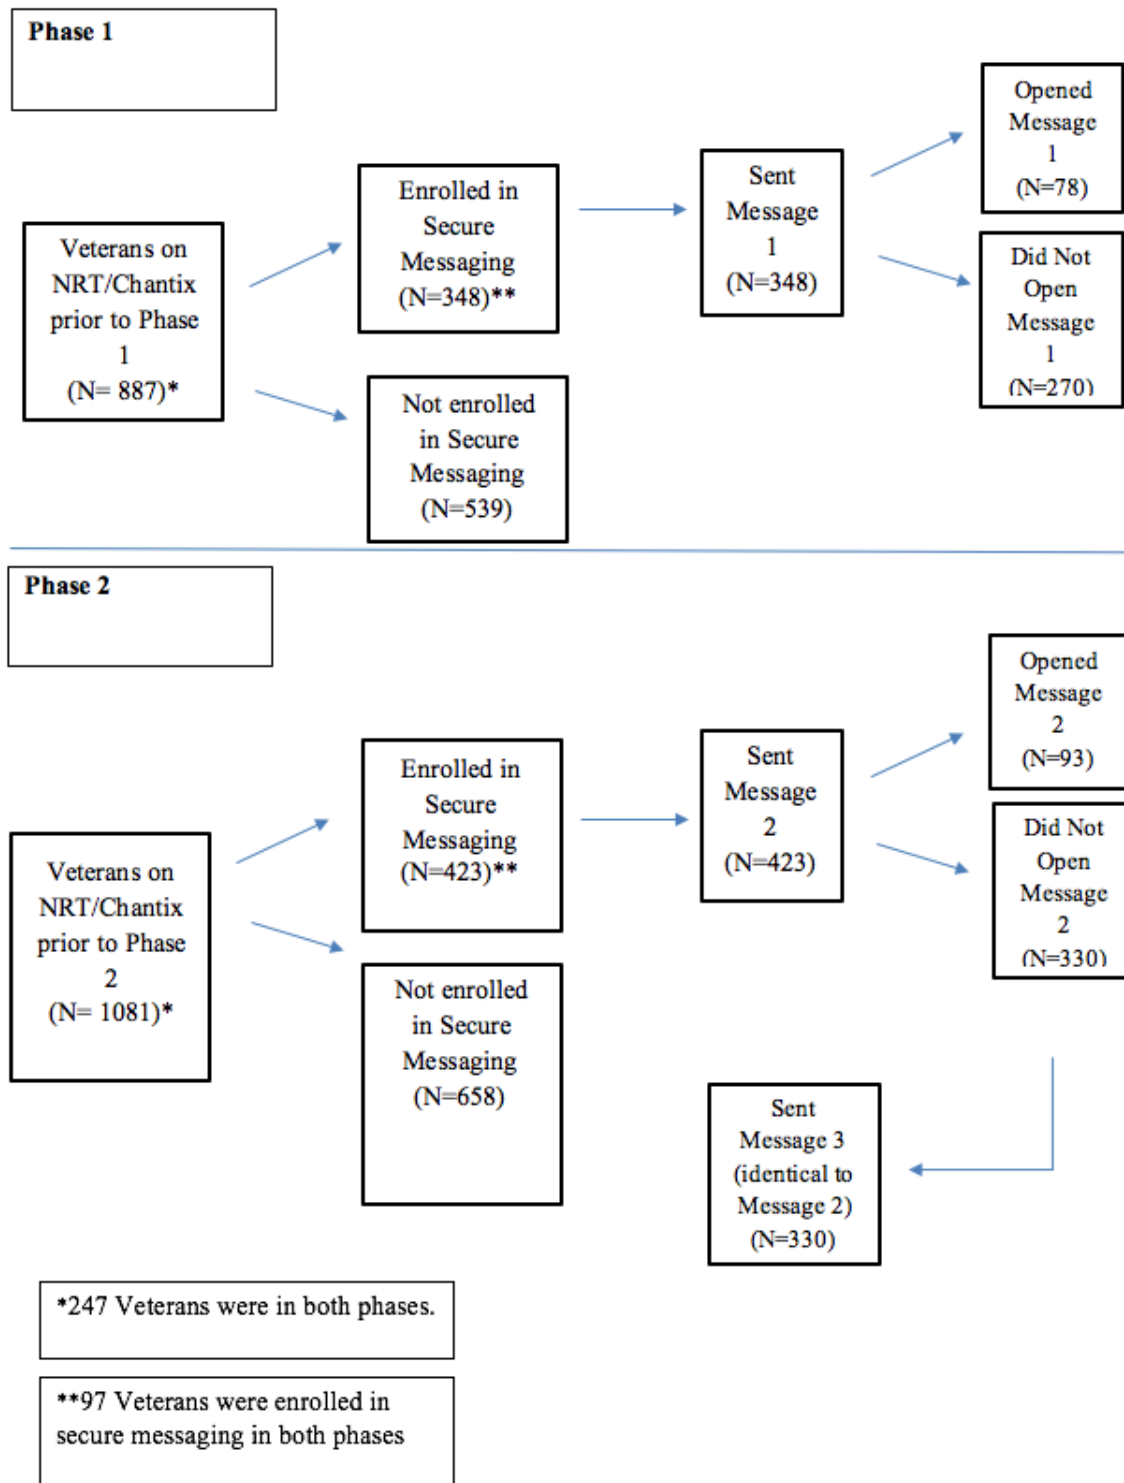 Phase 1
Opened
Message
1
(N=78)
Enrolled in
Secure
Messaging
(N=348)**
Sent
Message
1
(N=348)
Veterans on
NRT/Chantix
prior to Phase
1
(N= 887)*
Did Not
Open
Message
1
(N=270)
Not enrolled
in Secure
Messaging
(N=539)
Phase 2
Opened
Message
2
(N=93)
Enrolled in
Secure
Messaging
(N=423)**
Sent
Message
2
(N=423)
Veterans on
NRT/Chantix
prior to Phase
2
(N= 1081)*
Did Not
Open
Message
2
(N=330)
Not enrolled
in Secure
Messaging
(N=658)
Sent
Message 3
(identical to
Message 2)
(N=330)
*247 Veterans were in both phases.
**97 Veterans were enrolled in
secure messaging in both phases